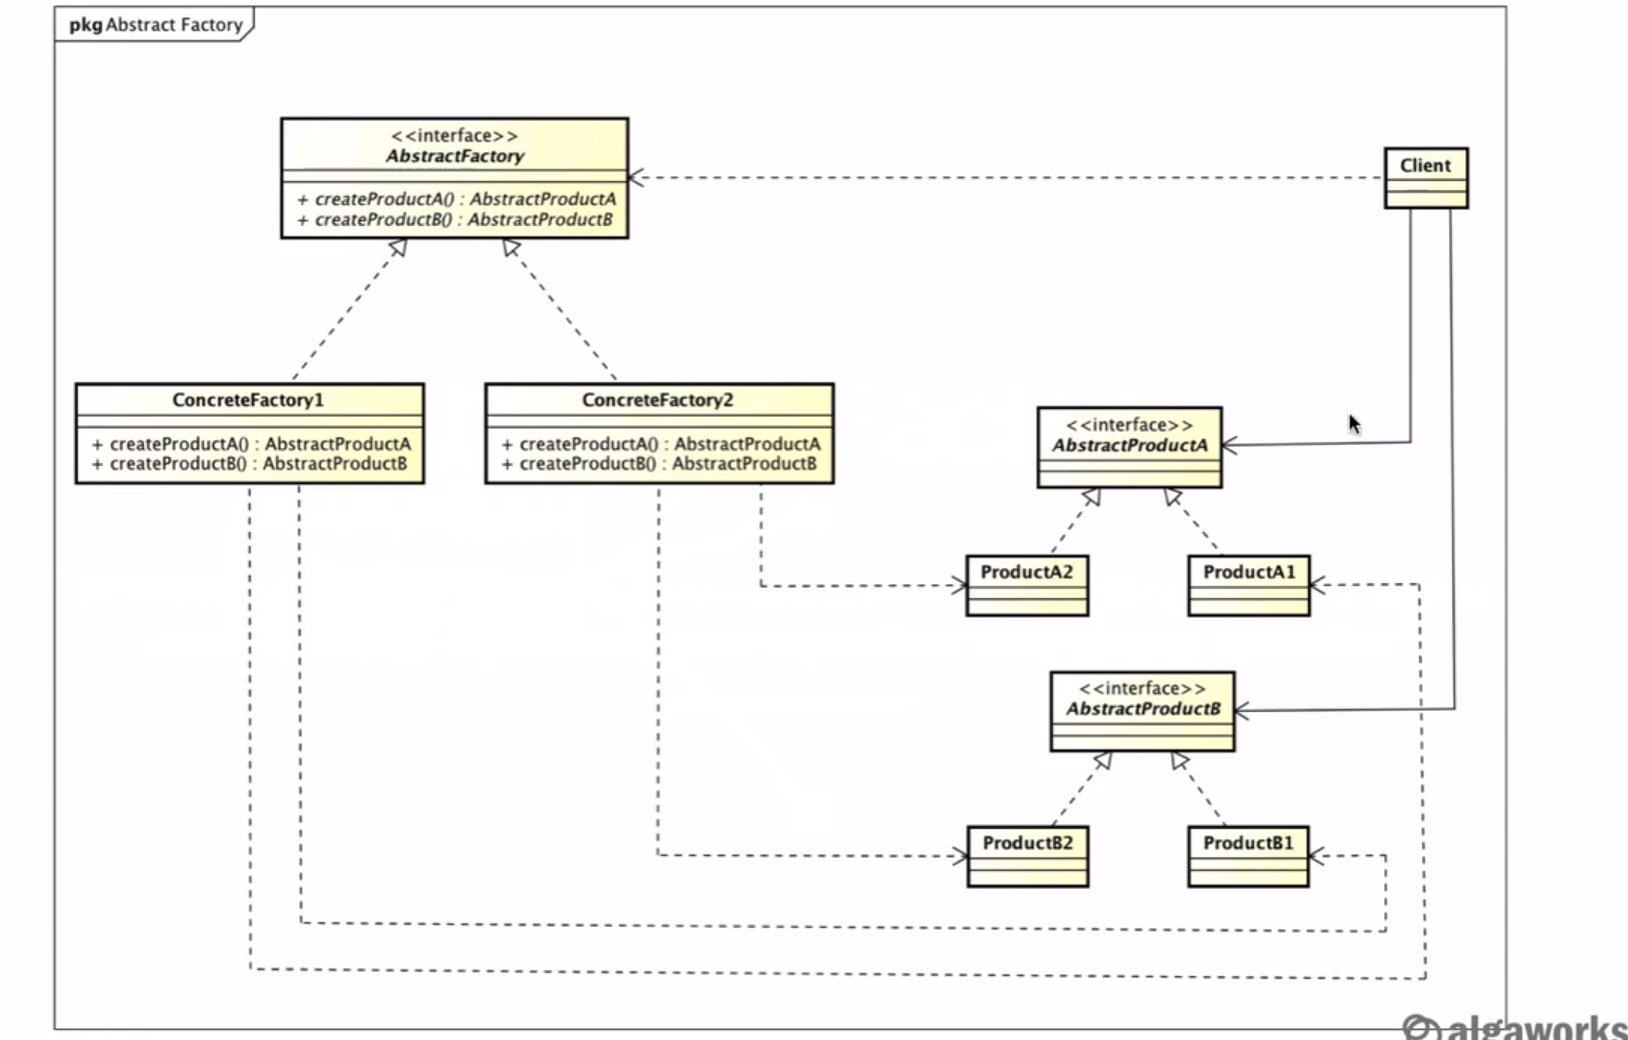 pkg Abstract Factory
<<interface>>
AbstractFactory
+ createProductA() : AbstractProductA
+ createProductB() : AbstractProductB
Client
ConcreteFactory1
+ createProductA() : AbstractProductA
+ createProductB() : AbstractProductB
ConcreteFactory2
+ createProductA() : AbstractProductA
+ createProductB() : AbstractProductB
<<interface>>
AbstractProductA
ProductA2
ProductA1
<<interface>>
AbstractProductB
ProductB2
ProductB1
algaworks